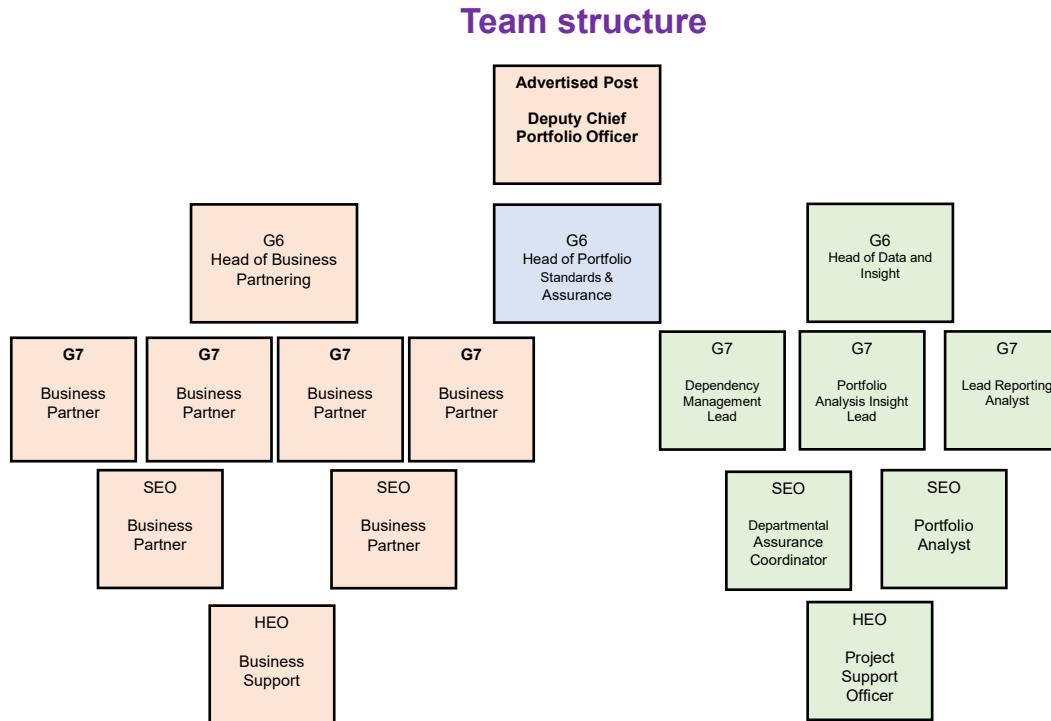 Team structure
Advertised Post
Deputy Chief
Portfolio Officer
G6
Head of Business
Partnering
G6
Head of Portfolio
Standards &
Assurance
G6
Head of Data and
Insight
G7
Business
Partner
G7
Business
Partner
G7
Business
Partner
G7
Business
Partner
G7
Dependency
Management
Lead
G7
Portfolio
Analysis Insight
Lead
G7
Lead Reporting
Analyst
SEO
Business
Partner
SEO
Business
Partner
SEO
Departmental
Assurance
Coordinator
SEO
Portfolio
Analyst
HEO
Business
Support
HEO
Project
Support
Officer